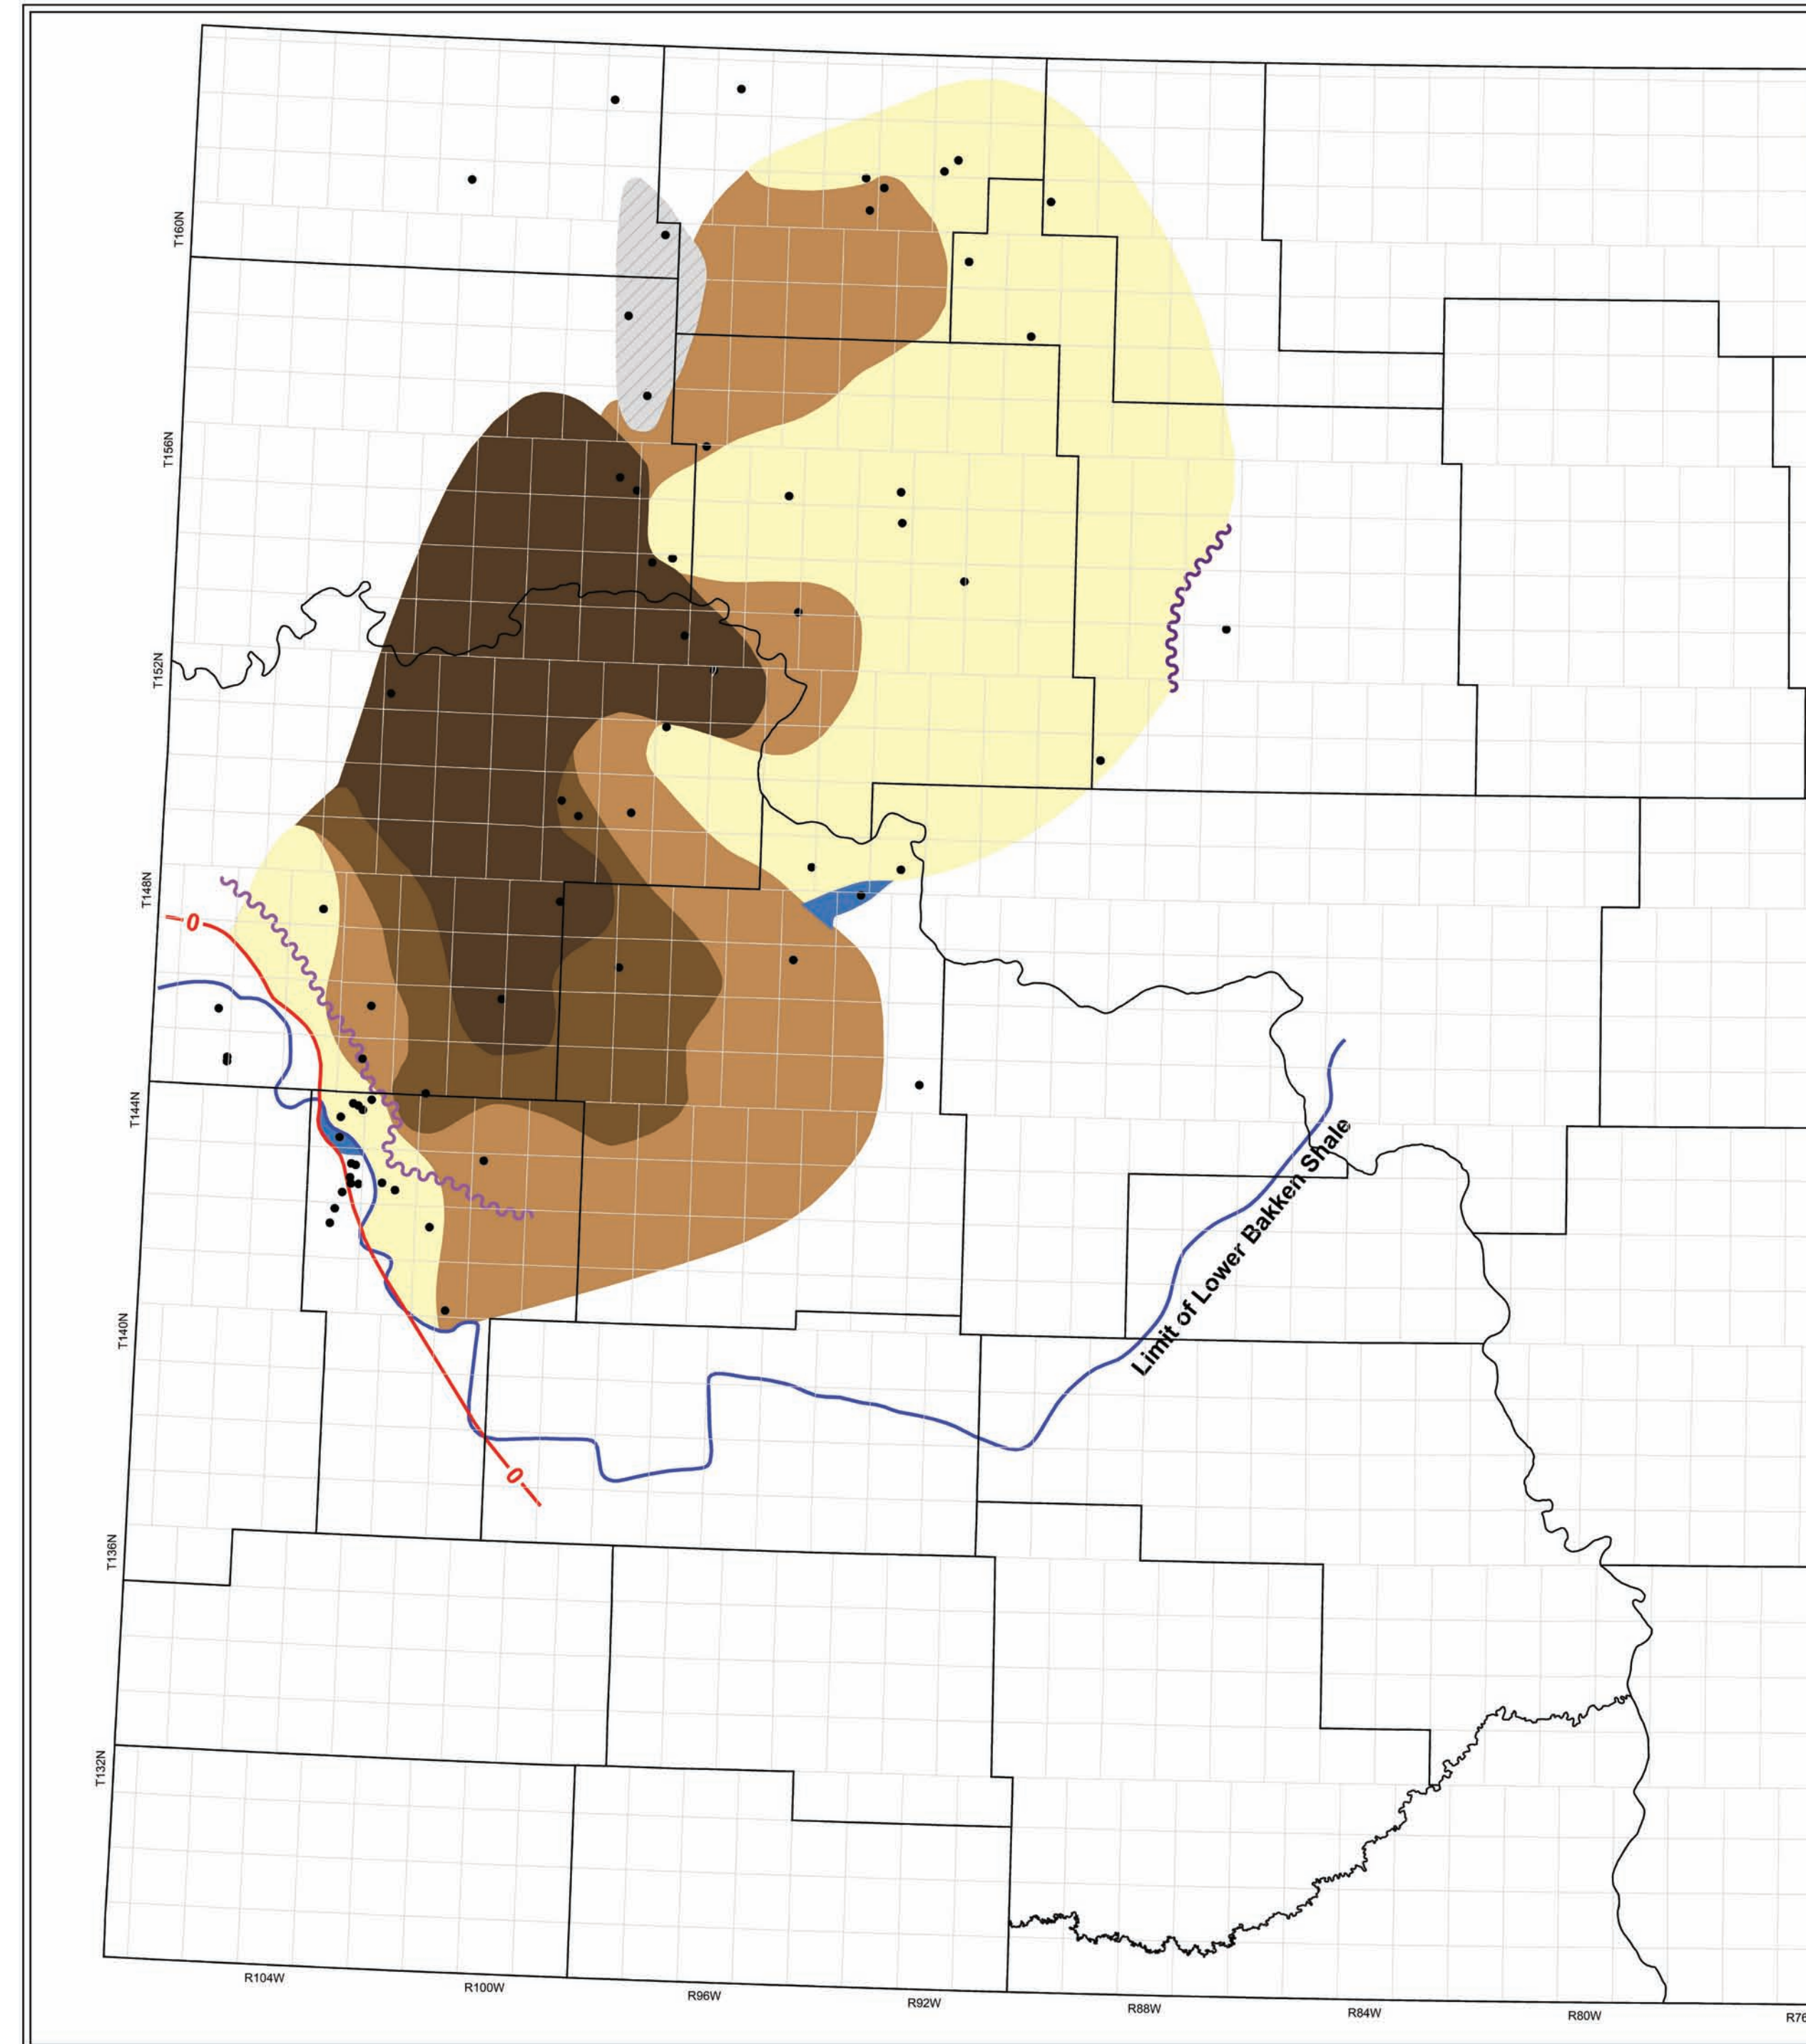 T160N
T156N
T152N
T148N
0
T144N
Limit of Lower Bakken Shale
T140N
0
T136N
T132N
R104W
R100W
R96W
R92W
R88W
R84W
R80W
R76